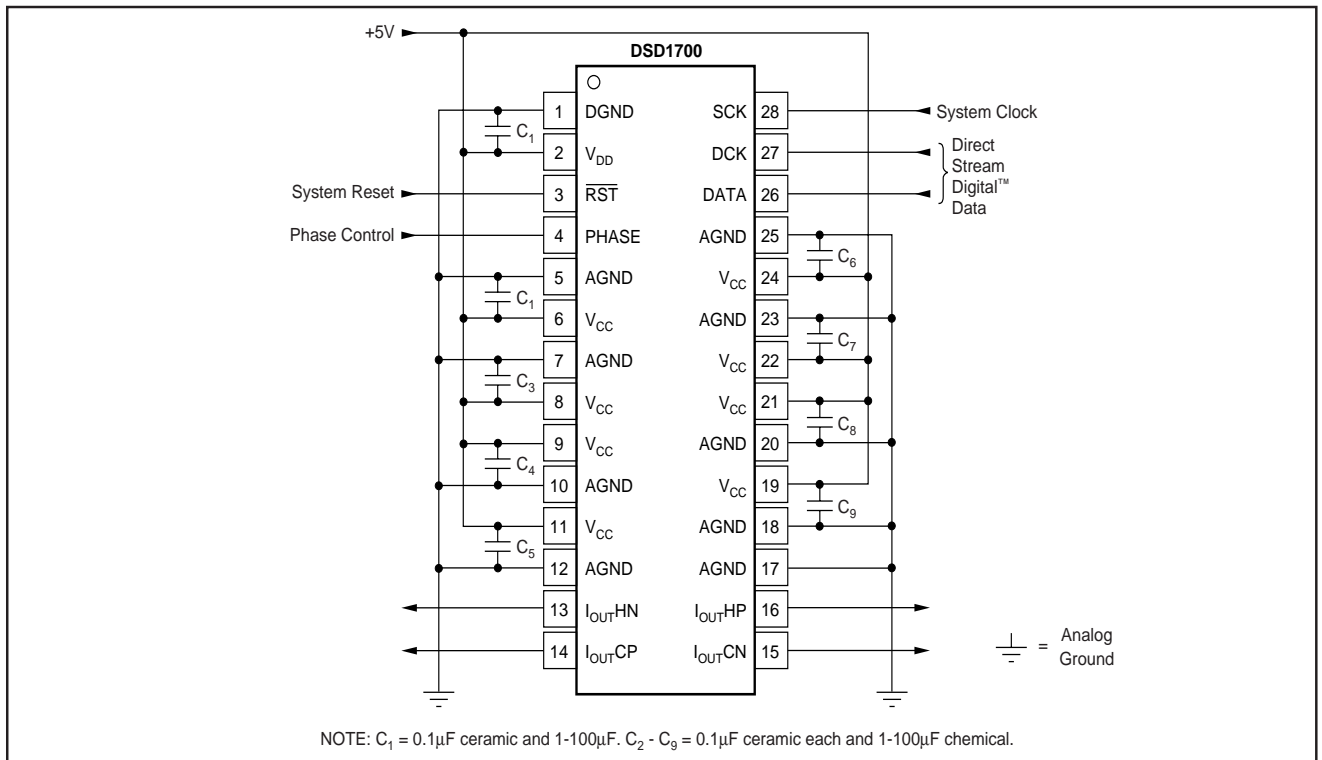 +5V
DSD1700
1 DGND
SCK 28
System Clock
C1
2 VDD
DCK 27
Direct
Stream
Digital™
Data
System Reset
3 RST
DATA 26
Phase Control
4 PHASE
AGND 25
C6
5 AGND
VCC 24
C1
6 VCC
AGND 23
C7
7 AGND
VCC 22
C3
8 VCC
VCC 21
C8
9 VCC
AGND 20
C4
10 AGND
VCC 19
C9
11 VCC
AGND 18
C5
12 AGND
AGND 17
13 IOUTHN
IOUTHP 16
14 IOUTCP
IOUTCN 15
= Analog
Ground
NOTE: C1 = 0.1µF ceramic and 1-100µF. C2 - C9 = 0.1µF ceramic each and 1-100µF chemical.